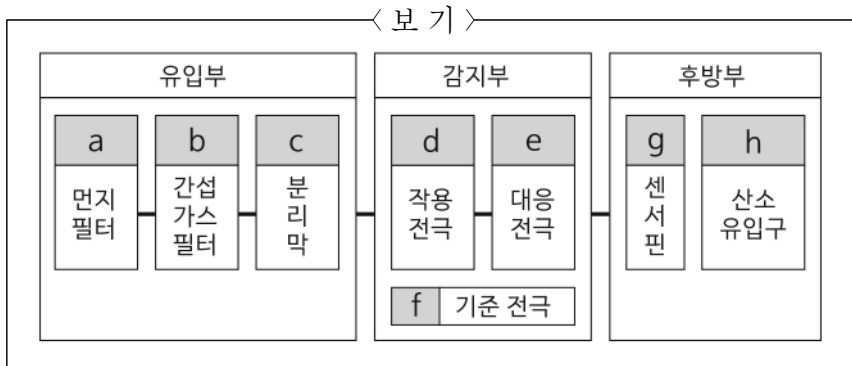 〈보 기〉
유입부
a
먼지
필터
b
간섭
가스
필터
c
분
리
막
감지부
d
작용
전극
e
대응
전극
f 기준 전극
후방부
g
센
서
핀
h
산소
유입구